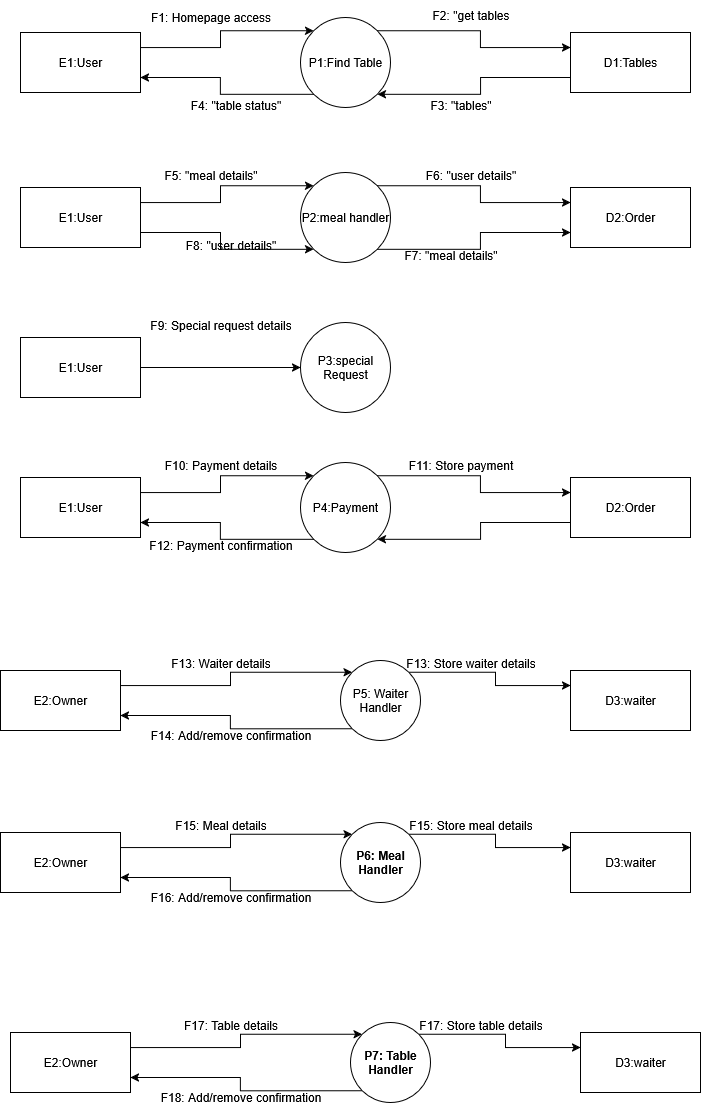 F1: Homepage access
F2: "get tables
E1:User
P1:Find Table
D1:Tables
F4: "table status"
F3: "tables"
F5: "meal details"
F6: "user details"
E1:User
P2:meal handler
D2:Order
F8: "user details"
F7: "meal details"
F9: Special request details
E1:User
P3:special
Request
F10: Payment details
F11: Store payment
E1:User
P4:Payment
D2:Order
F12: Payment confirmation
F13: Waiter details
F13: Store waiter details
E2:Owner
P5: Waiter
Handler
D3:waiter
F14: Add/remove confirmation
F15: Meal details
F15: Store meal details
E2:Owner
P6: Meal
Handler
D3:waiter
F16: Add/remove confirmation
F17: Table details
F17: Store table details
E2:Owner
P7: Table
Handler
D3:waiter
F18: Add/remove confirmation